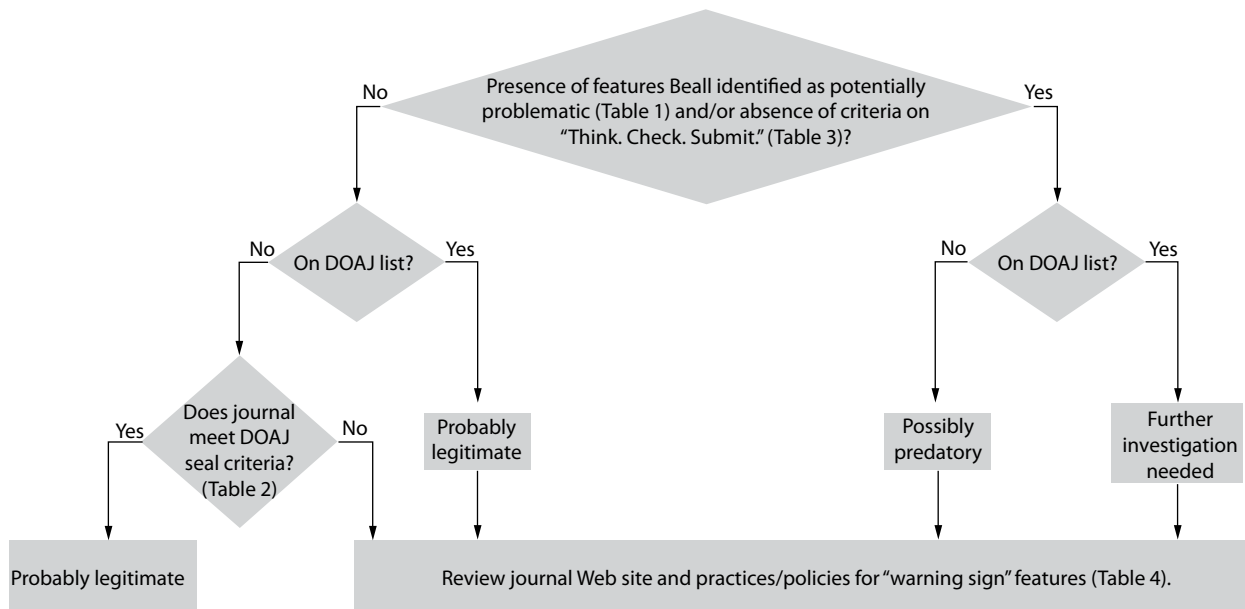 No
Presence of features Beall identified as potentially
problematic (Table 1) and/or absence of criteria on
“Think. Check. Submit.” (Table 3)?
Yes
No
On DOAJ list?
Yes
No
On DOAJ list?
Yes
Yes
Does journal
meet DOAJ
seal criteria?
(Table 2)
No
Probably
legitimate
Possibly
predatory
Further
investigation
needed
Probably legitimate
Review journal Web site and practices/policies for “warning sign” features (Table 4).